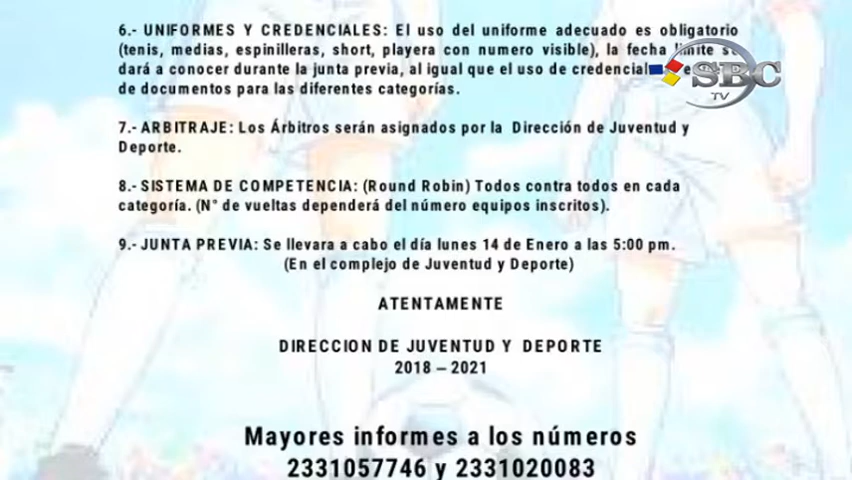 6.- UNIFORMES Y CREDENCIALES: El uso del uniforme adecuado es obligatorio
(tenis, medias, espinilleras, short, playera con numero visible), la fecha limite se
dará a conocer durante la junta previa, al igual que el uso de credencial
de documentos para las diferentes categorías.
SBC
TV
7.- ARBITRAJE: Los Árbitros serán asignados por la Dirección de Juventud y
Deporte.
8.- SISTEMA DE COMPETENCIA: (Round Robin) Todos contra todos en cada
categoría. (N° de vueltas dependerá del número equipos inscritos).
9.- JUNTA PREVIA: Se llevara a cabo el día lunes 14 de Enero a las 5:00 pm.
(En el complejo de Juventud y Deporte)
ATENTAMENTE
DIRECCION DE JUVENTUD Y DEPORTE
2018 – 2021
Mayores informes a los números
2331057746 y 2331020083